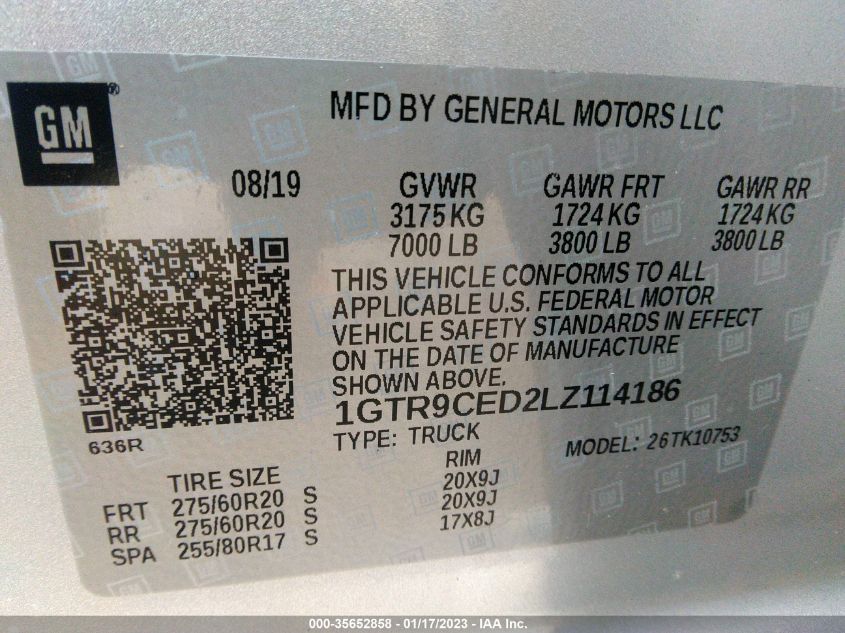 GM®
MFD BY GENERAL MOTORS LLC
08/19 GVWR GAWR FRT GAWR RR
3175 KG 1724 KG 1724 KG
7000 LB 3800 LB 3800 LB
THIS VEHICLE CONFORMS TO ALL
APPLICABLE U.S. FEDERAL MOTOR
VEHICLE SAFETY STANDARDS IN EFFECT
ON THE DATE OF MANUFACTURE
SHOWN ABOVE.
1GTR9CED2LZ114186
636R
TYPE: TRUCK MODEL: 26TK10753
TIRE SIZE RIM
FRT 275/60R20 S 20X9J
RR 275/60R20 S 20X9J
SPA 255/80R17 S 17X8J
000-35652858 - 01/17/2023 - IAA Inc.